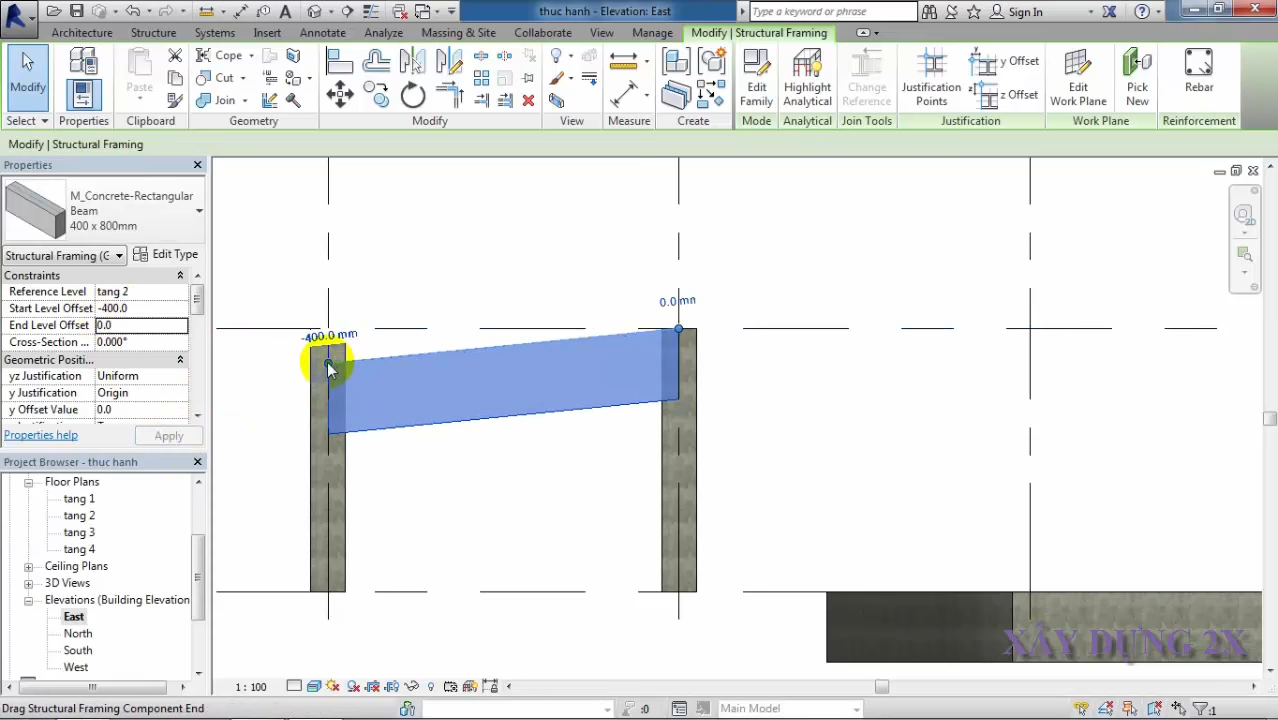 thuc hanh - Elevation: East
Type a keyword or phrase
Sign In
Architecture Structure Systems Insert Annotate Analyze Massing & Site Collaborate View Manage Modify | Structural Framing
Modify
Paste
Cope
Cut
Join
Edit Family
Highlight Analytical
Change Reference
Justification Points
y Offset
z Offset
Edit Work Plane
Pick New
Rebar
Select Properties Clipboard Geometry Modify View Measure Create Mode Analytical Join Tools Justification Work Plane Reinforcement
Modify | Structural Framing
Properties
M_Concrete-Rectangular
Beam
400 x 800mm
Structural Framing (G
Edit Type
Constraints
Reference Level tang 2
Start Level Offset -400.0
End Level Offset 0.0
Cross-Section ... 0.000°
Geometric Positi...
yz Justification Uniform
y Justification Origin
y Offset Value 0.0
Properties help
Apply
Project Browser - thuc hanh
Floor Plans
tang 1
tang 2
tang 3
tang 4
Ceiling Plans
3D Views
Elevations (Building Elevation
East
North
South
West
0.0 mm
-400.0 mm
XÂY DỰNG 2X
1 : 100
Drag Structural Framing Component End
:0
Main Model
:1